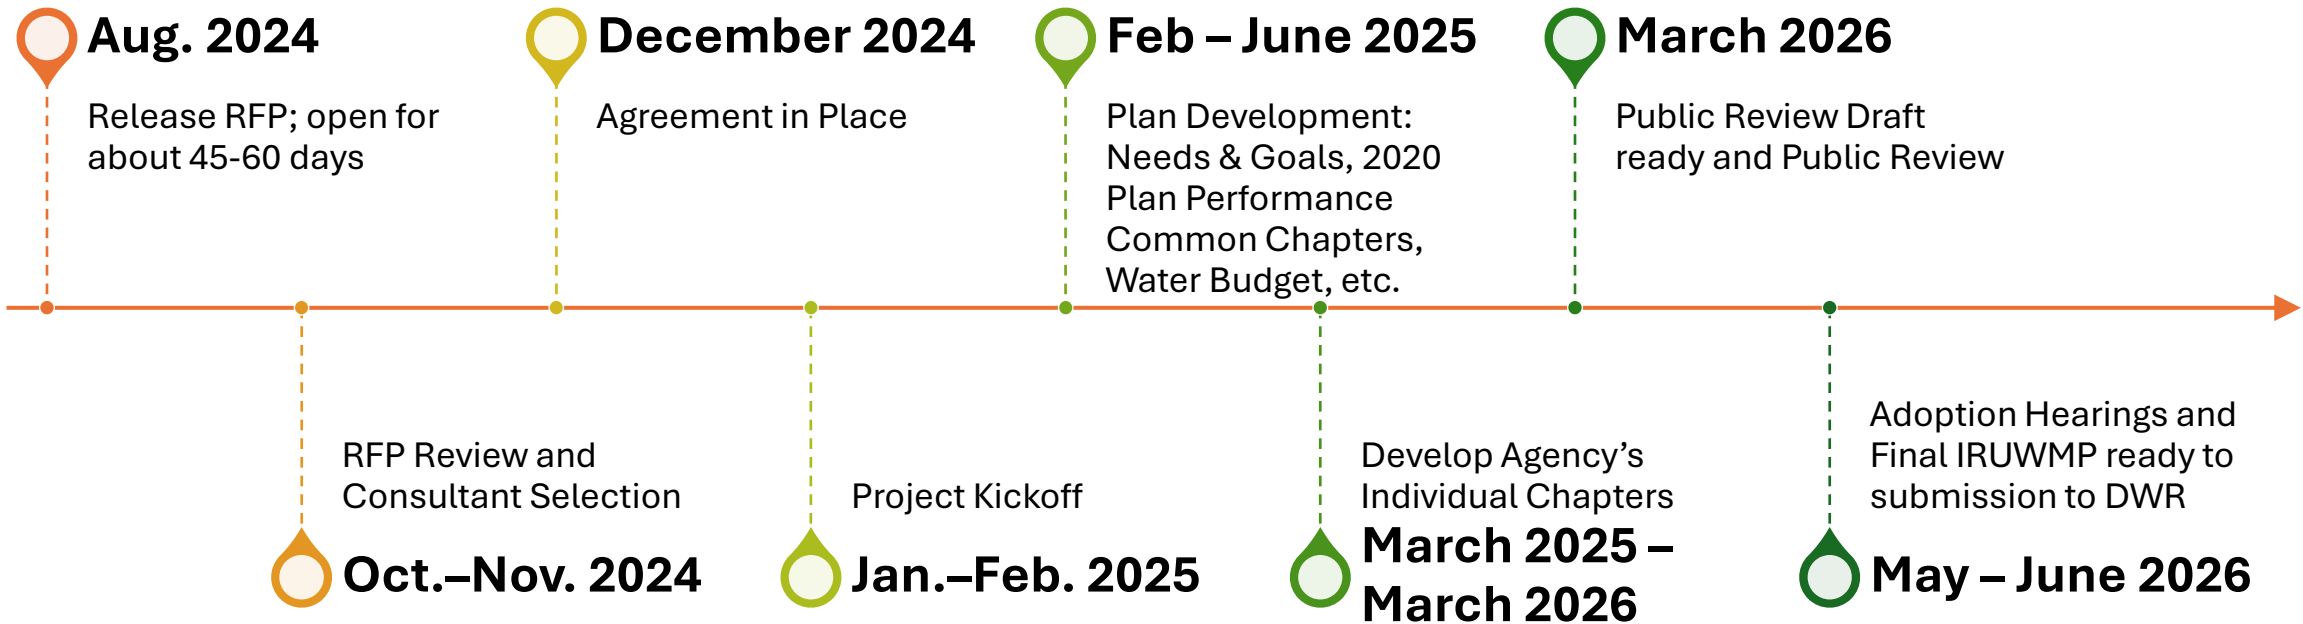 Aug. 2024
Release RFP; open for
about 45-60 days
RFP Review and
Consultant Selection
Oct.–Nov. 2024
December 2024
Agreement in Place
Project Kickoff
Jan.–Feb. 2025
Feb – June 2025
Plan Development:
Needs & Goals, 2020
Plan Performance
Common Chapters,
Water Budget, etc.
Develop Agency’s
Individual Chapters
March 2025 –
March 2026
March 2026
Public Review Draft
ready and Public Review
Adoption Hearings and
Final IRUWMP ready to
submission to DWR
May – June 2026